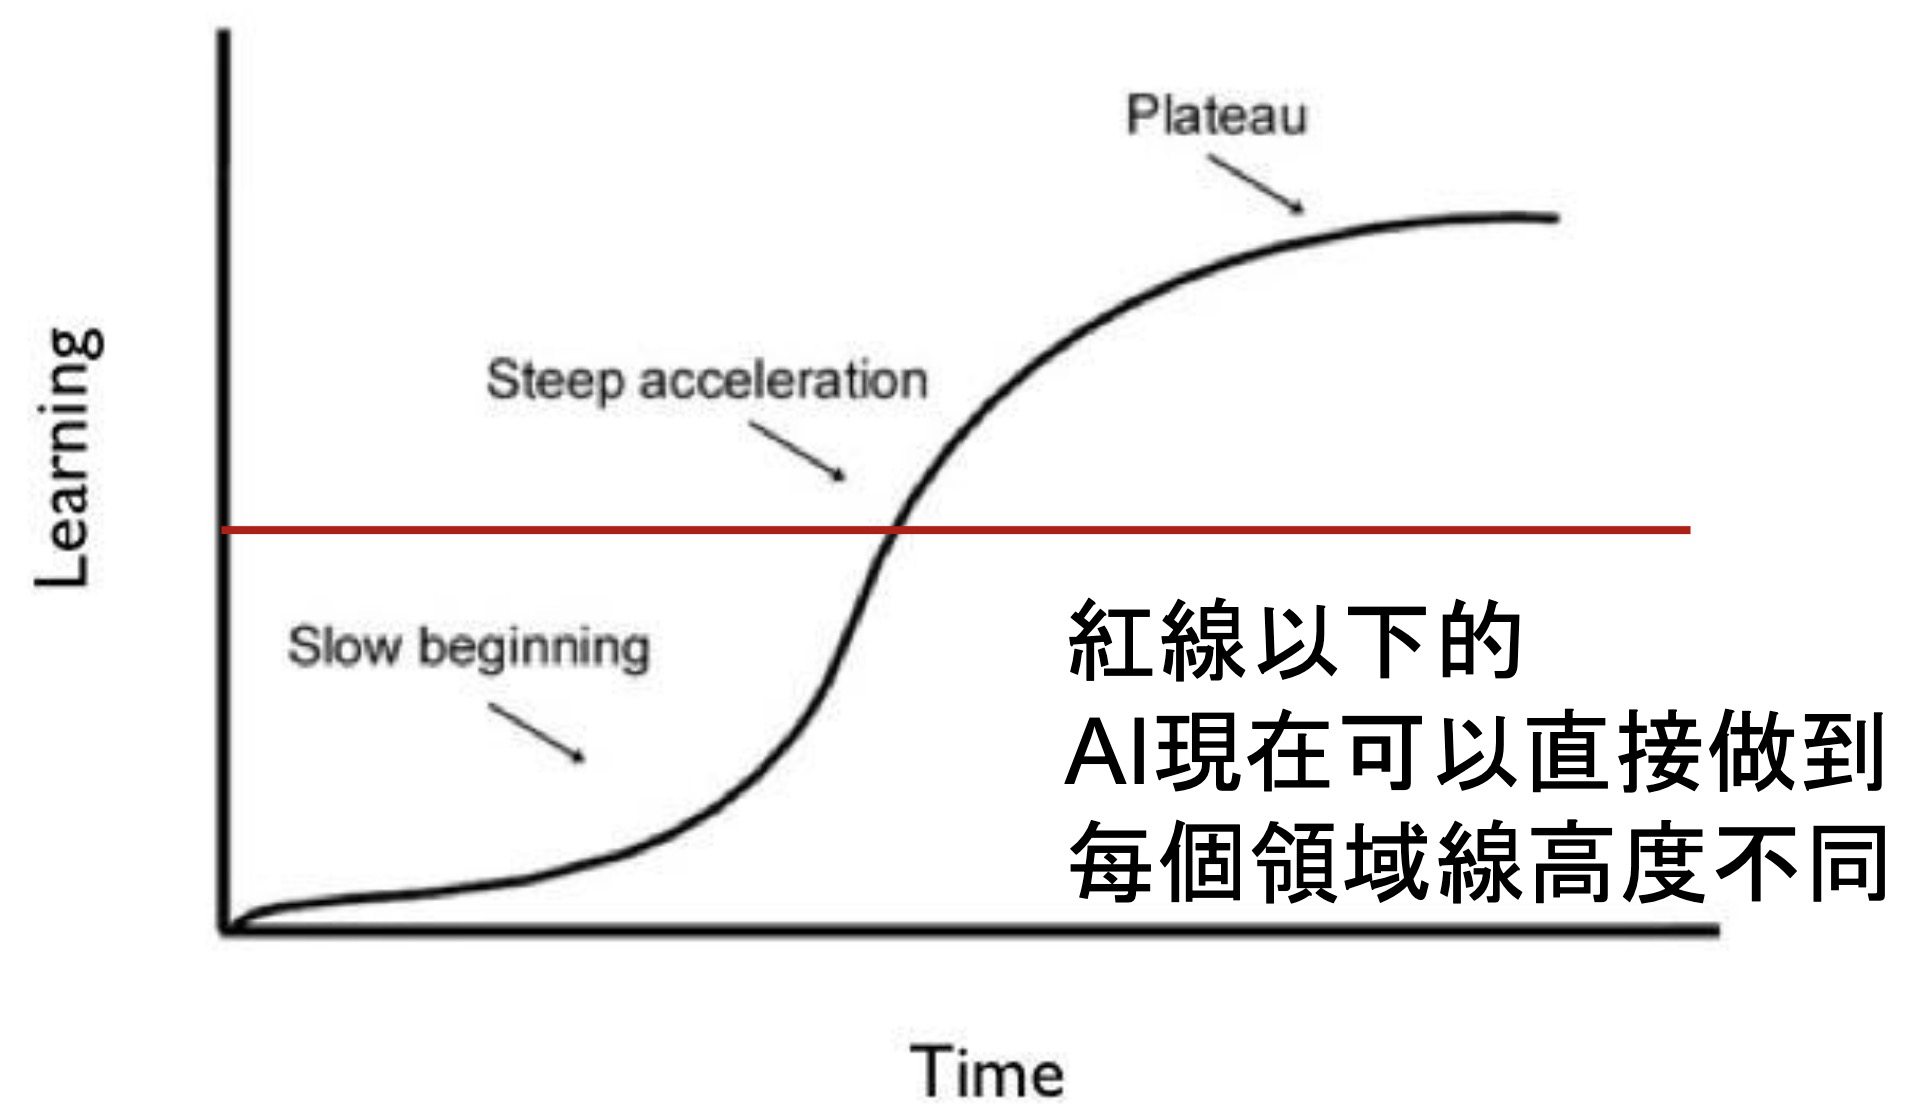 Plateau
Steep acceleration
Learning
Slow beginning
紅線以下的
AI現在可以直接做到
每個領域線高度不同
Time